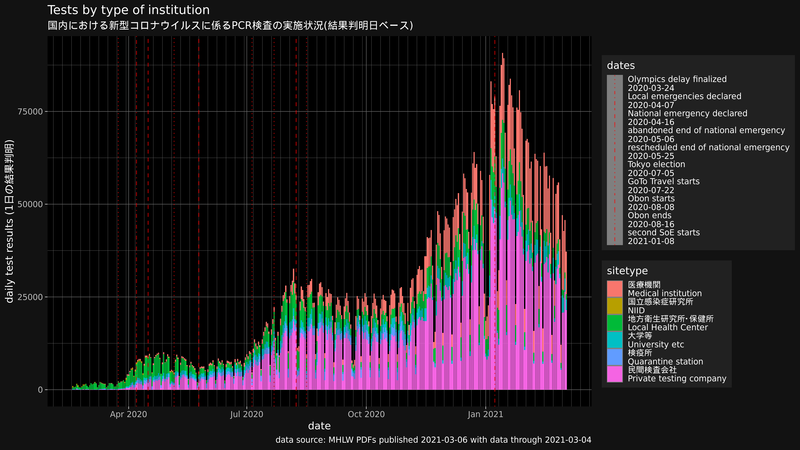 Tests by type of institution
国内における新型コロナウイルスに係るPCR検査の実施状況(結果判明日ベース)
daily test results (1日の結果判明)
75000
50000
25000
0
Apr 2020
Jul 2020
Oct 2020
Jan 2021
date
data source: MHLW PDFs published 2021-03-06 with data through 2021-03-04
dates
Olympics delay finalized
2020-03-24
Local emergencies declared
2020-04-07
National emergency declared
2020-04-16
abandoned end of national emergency
2020-05-06
rescheduled end of national emergency
2020-05-25
Tokyo election
2020-07-05
GoTo Travel starts
2020-07-22
Obon starts
2020-08-08
Obon ends
2020-08-16
second SoE starts
2021-01-08
sitetype
医療機関
Medical institution
国立感染症研究所
NIID
地方衛生研究所･保健所
Local Health Center
大学等
University etc
検疫所
Quarantine station
民間検査会社
Private testing company